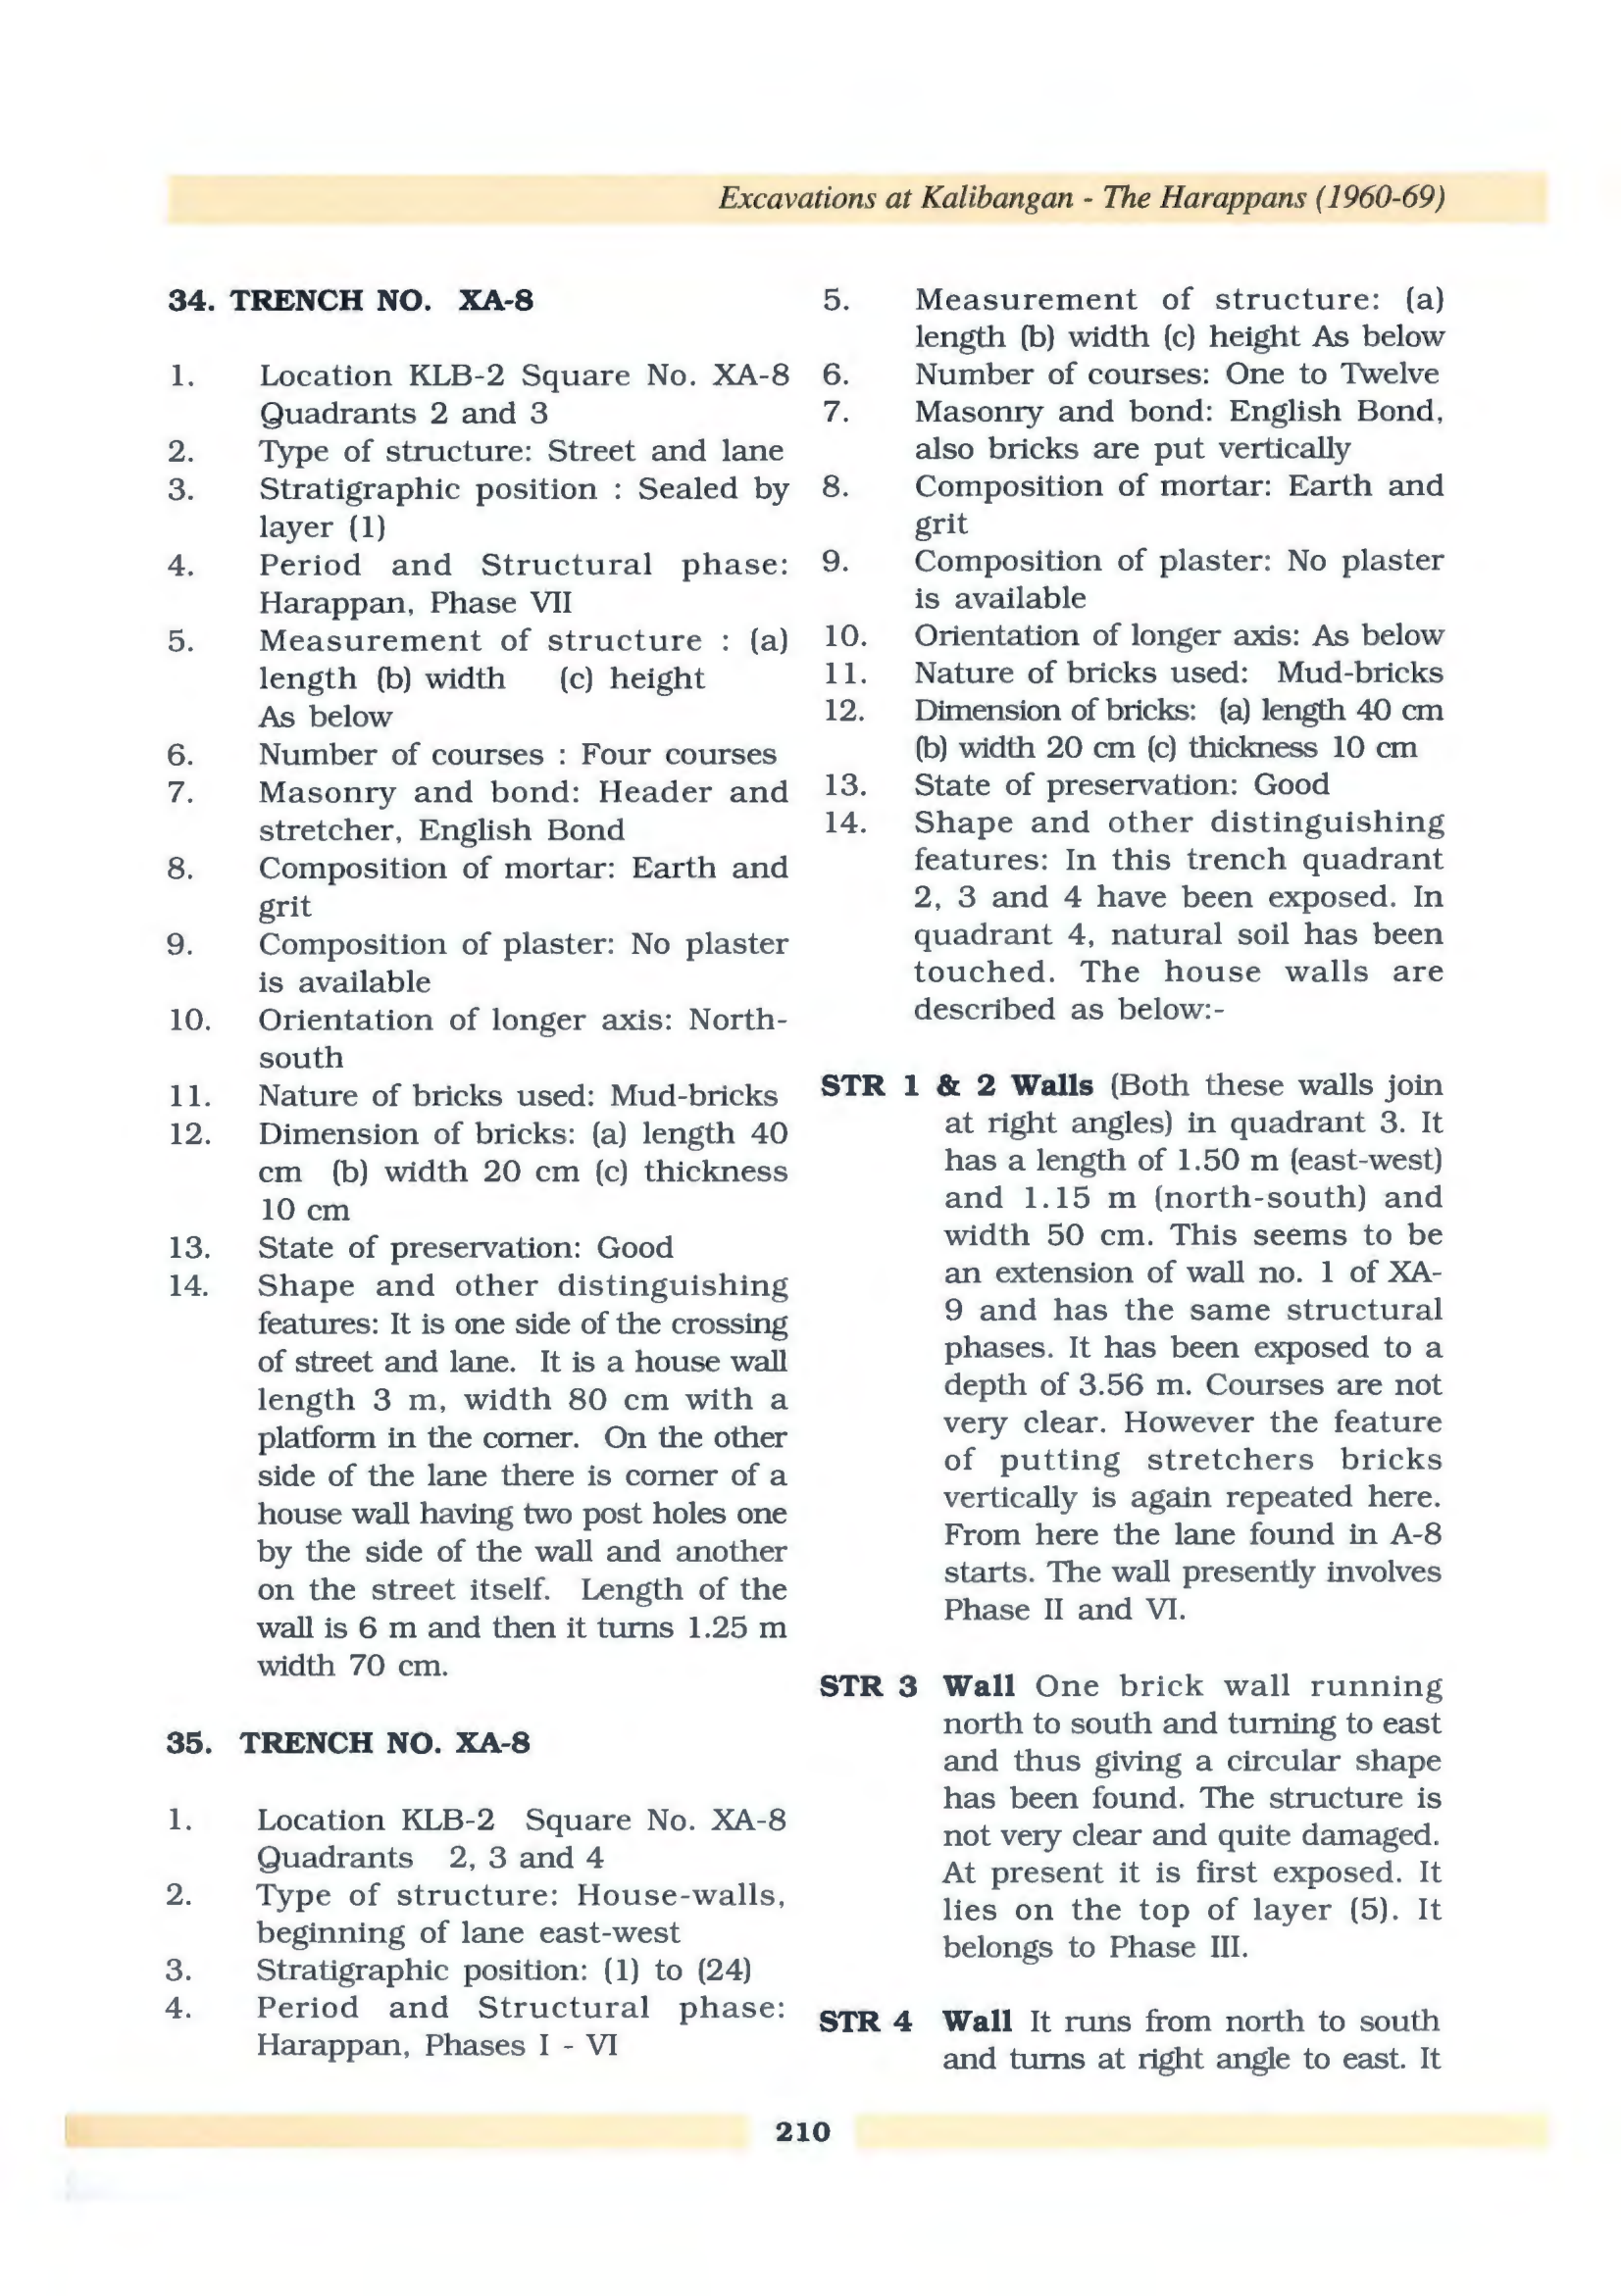 Excavations at Kalibangan - The Harappans (1960-69)
34. TRENCH NO. XA-8
1. Location KLB-2 Square No. XA-8
Quadrants 2 and 3
2. Type of structure: Street and lane
3. Stratigraphic position : Sealed by
layer (1)
4. Period and Structural phase:
Harappan, Phase VII
5. Measurement of structure : (a)
length (b) width (c) height
As below
6. Number of courses : Four courses
7. Masonry and bond: Header and
stretcher, English Bond
8. Composition of mortar: Earth and
grit
9. Composition of plaster: No plaster
is available
10. Orientation of longer axis: North-
south
11. Nature of bricks used: Mud-bricks
12. Dimension of bricks: (a) length 40
cm (b) width 20 cm (c) thickness
10 cm
13. State of preservation: Good
14. Shape and other distinguishing
features: It is one side of the crossing
of street and lane. It is a house wall
length 3 m, width 80 cm with a
platform in the corner. On the other
side of the lane there is corner of a
house wall having two post holes one
by the side of the wall and another
on the street itself. Length of the
wall is 6 m and then it turns 1.25 m
width 70 cm.
35. TRENCH NO. XA-8
1. Location KLB-2 Square No. XA-8
Quadrants 2, 3 and 4
2. Type of structure: House-walls,
beginning of lane east-west
3. Stratigraphic position: (1) to (24)
4. Period and Structural phase:
Harappan, Phases I - VI
5. Measurement of structure: (a)
length (b) width (c) height As below
6. Number of courses: One to Twelve
7. Masonry and bond: English Bond,
also bricks are put vertically
8. Composition of mortar: Earth and
grit
9. Composition of plaster: No plaster
is available
10. Orientation of longer axis: As below
11. Nature of bricks used: Mud-bricks
12. Dimension of bricks: (a) length 40 cm
(b) width 20 cm (c) thickness 10 cm
13. State of preservation: Good
14. Shape and other distinguishing
features: In this trench quadrant
2, 3 and 4 have been exposed. In
quadrant 4, natural soil has been
touched. The house walls are
described as below:-
STR 1 & 2 Walls (Both these walls join
at right angles) in quadrant 3. It
has a length of 1.50 m (east-west)
and 1.15 m (north-south) and
width 50 cm. This seems to be
an extension of wall no. 1 of XA-
9 and has the same structural
phases. It has been exposed to a
depth of 3.56 m. Courses are not
very clear. However the feature
of putting stretchers bricks
vertically is again repeated here.
From here the lane found in A-8
starts. The wall presently involves
Phase II and VI.
STR 3 Wall One brick wall running
north to south and turning to east
and thus giving a circular shape
has been found. The structure is
not very clear and quite damaged.
At present it is first exposed. It
lies on the top of layer (5). It
belongs to Phase III.
STR 4 Wall It runs from north to south
and turns at right angle to east. It
210